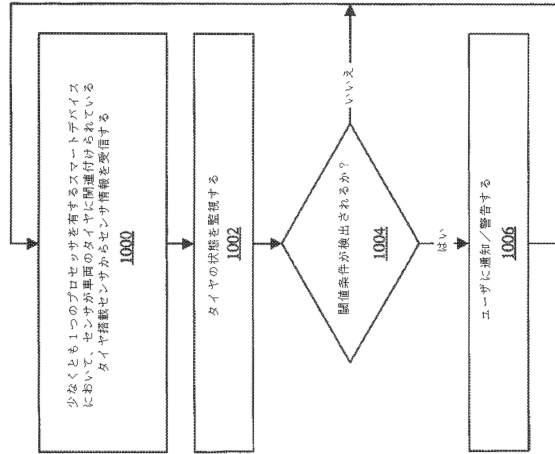 少なくとも１つのプロセッサを有するスマートデバイス
において、センサが車両のタイヤに関連付けられている
タイヤ搭載センサからセンサ情報を受信する
1000
タイヤの状態を監視する
1002
閾値条件が検出されるか？
1004
いいえ
はい
ユーザに通知／警告する
1006